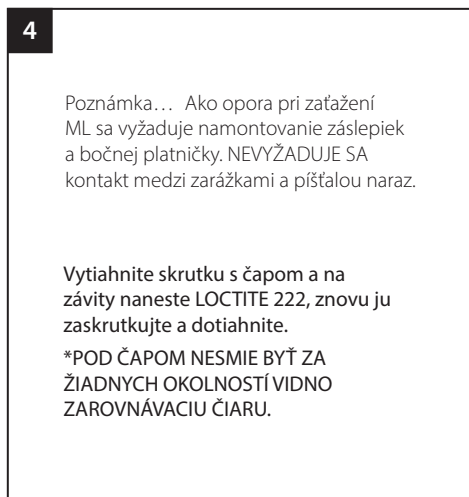 4
Poznámka… Ako opora pri zaťažení
ML sa vyžaduje namontovanie záslepiek
a bočnej platničky. NEVYŽADUJE SA
kontakt medzi zarážkami a píšťalou naraz.
Vytiahnite skrutku s čapom a na
závity naneste LOCTITE 222, znovu ju
zaskrutkujte a dotiahnite.
*POD ČAPOM NESMIE BYŤ ZA
ŽIADNYCH OKOLNOSTÍ VIDNO
ZAROVNÁVACIU ČIARU.